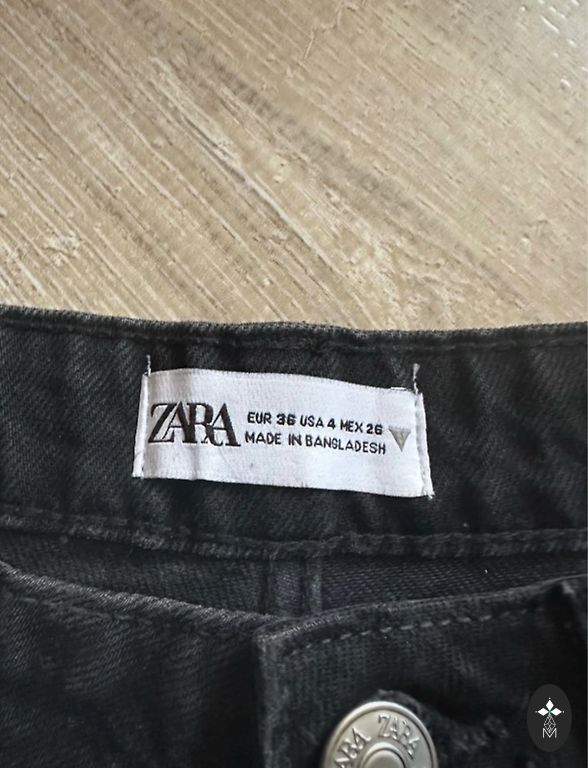 ZARA
EUR 36 USA 4 MEX 26
MADE IN BANGLADESH
ZARA ZARA
M